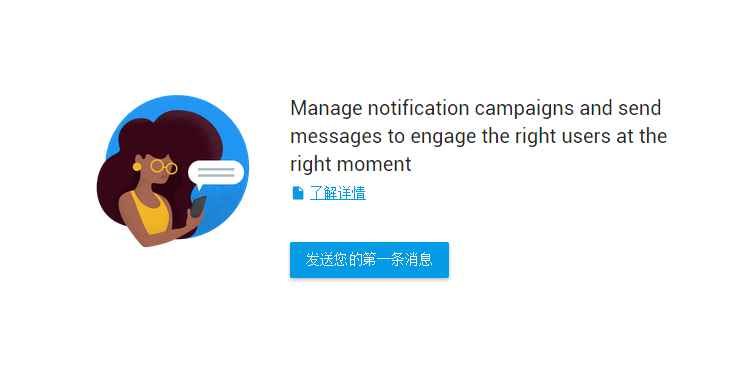 Manage notification campaigns and send
messages to engage the right users at the
right moment
了解详情
发送您的第一条消息